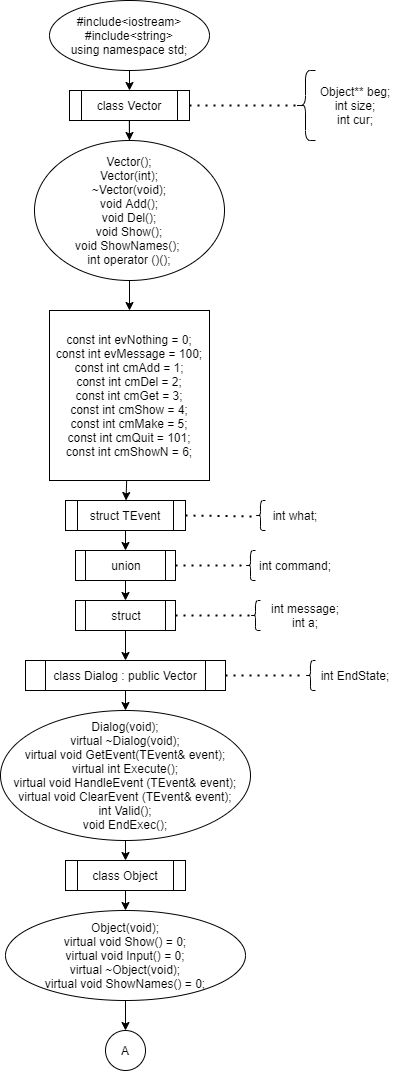 #include<iostream>
#include<string>
using namespace std;
class Vector
Object** beg;
int size;
int cur;
Vector();
Vector(int);
~Vector(void);
void Add();
void Del();
void Show();
void ShowNames();
int operator ()();
const int evNothing = 0;
const int evMessage = 100;
const int cmAdd = 1;
const int cmDel = 2;
const int cmGet = 3;
const int cmShow = 4;
const int cmMake = 5;
const int cmQuit = 101;
const int cmShowN = 6;
struct TEvent
int what;
union
int command;
struct
int message;
int a;
class Dialog : public Vector
int EndState;
Dialog(void);
virtual ~Dialog(void);
virtual void GetEvent(TEvent& event);
virtual int Execute();
virtual void HandleEvent (TEvent& event);
virtual void ClearEvent (TEvent& event);
int Valid();
void EndExec();
class Object
Object(void);
virtual void Show() = 0;
virtual void Input() = 0;
virtual ~Object(void);
virtual void ShowNames() = 0;
A